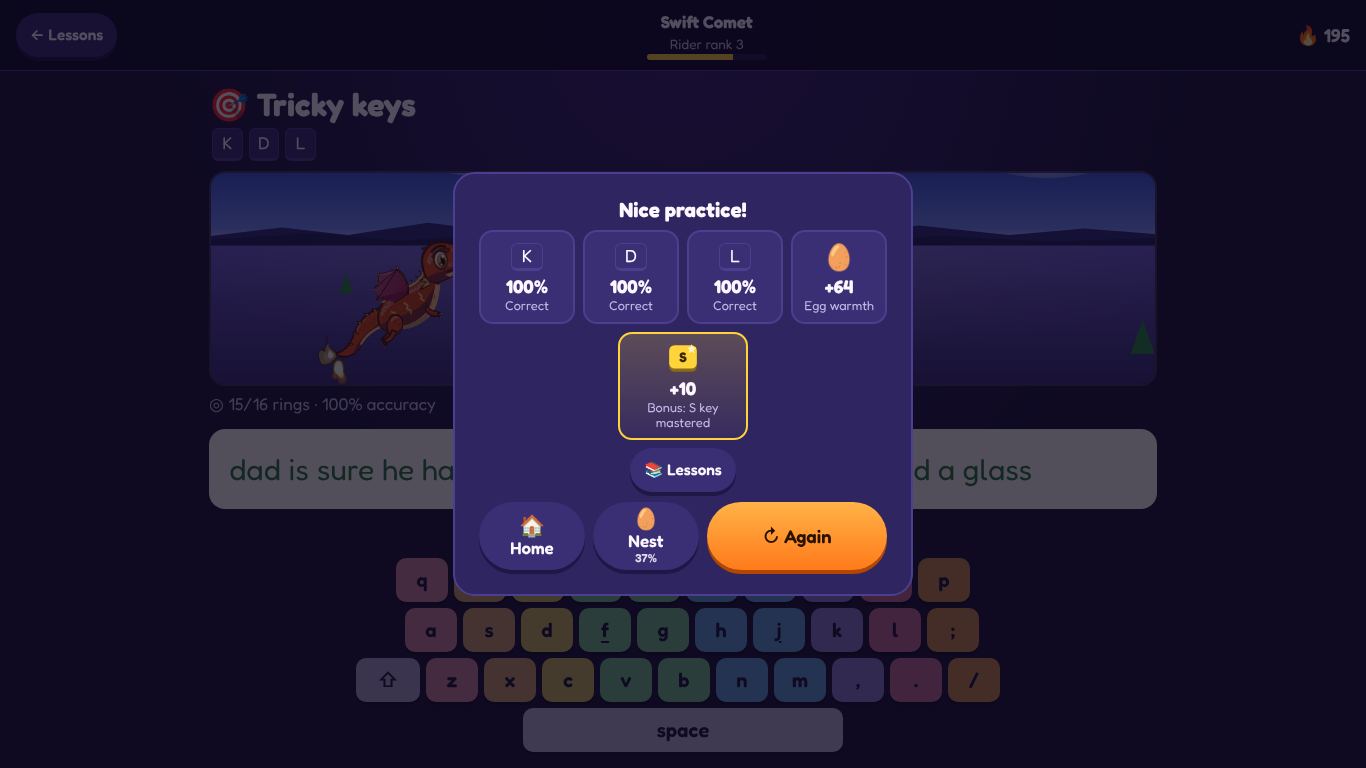 ← Lessons
Swift Comet
Rider rank 3
195
Tricky keys
K D L
Nice practice!
K D L
100% 100% 100% +64
Correct Correct Correct Egg warmth
S
+10
Bonus: S key
mastered
15/16 rings · 100% accuracy
dad is sure he ha
d a glass
Lessons
Home
Nest
37%
↻ Again
q p
a s d f g h j k l ;
⇧ z x c v b n m , . /
space